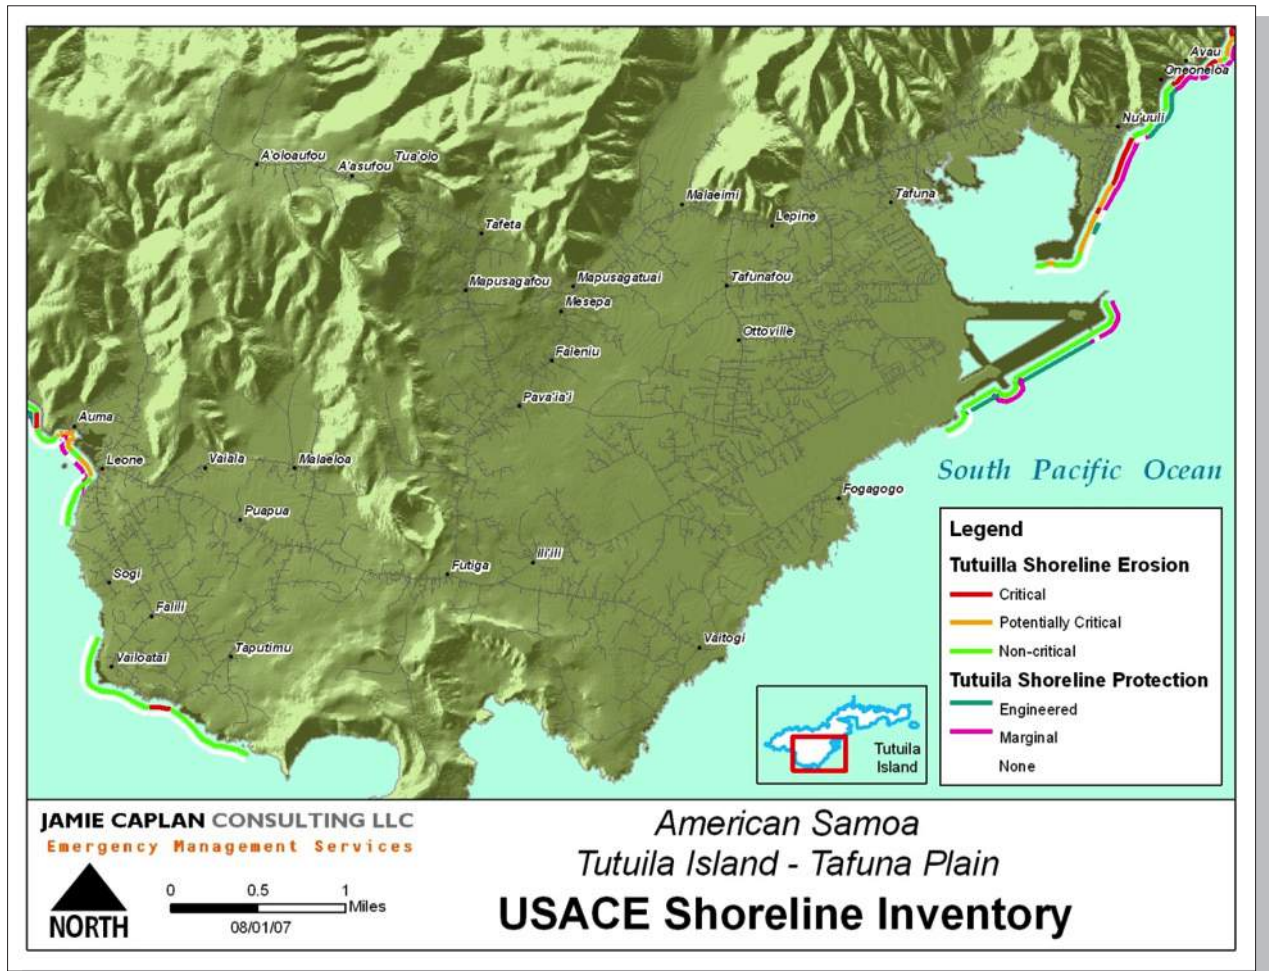 Avau
Oneoneloa
Nu'uuli
A'oloaufou
A'asufou
Tua'olo
Malaeimi
Tafuna
Lepine
Tafeta
Mapusagafou
Mapusagatuai
Tafunafou
Mesepa
Ottoville
Faleniu
Pava'ia'i
Auma
Leone
Vaiala
Malaeloa
Fogagogo
South Pacific Ocean
Puapua
Ili'ili
Futiga
Sogi
Falili
Vaitogi
Taputimu
Vailoatai
Legend
Tutuilla Shoreline Erosion
Critical
Potentially Critical
Non-critical
Tutuila Shoreline Protection
Engineered
Marginal
None
Tutuila
Island
JAMIE CAPLAN CONSULTING LLC
Emergency Management Services
NORTH
0 0.5 1
Miles
08/01/07
American Samoa
Tutuila Island - Tafuna Plain
USACE Shoreline Inventory